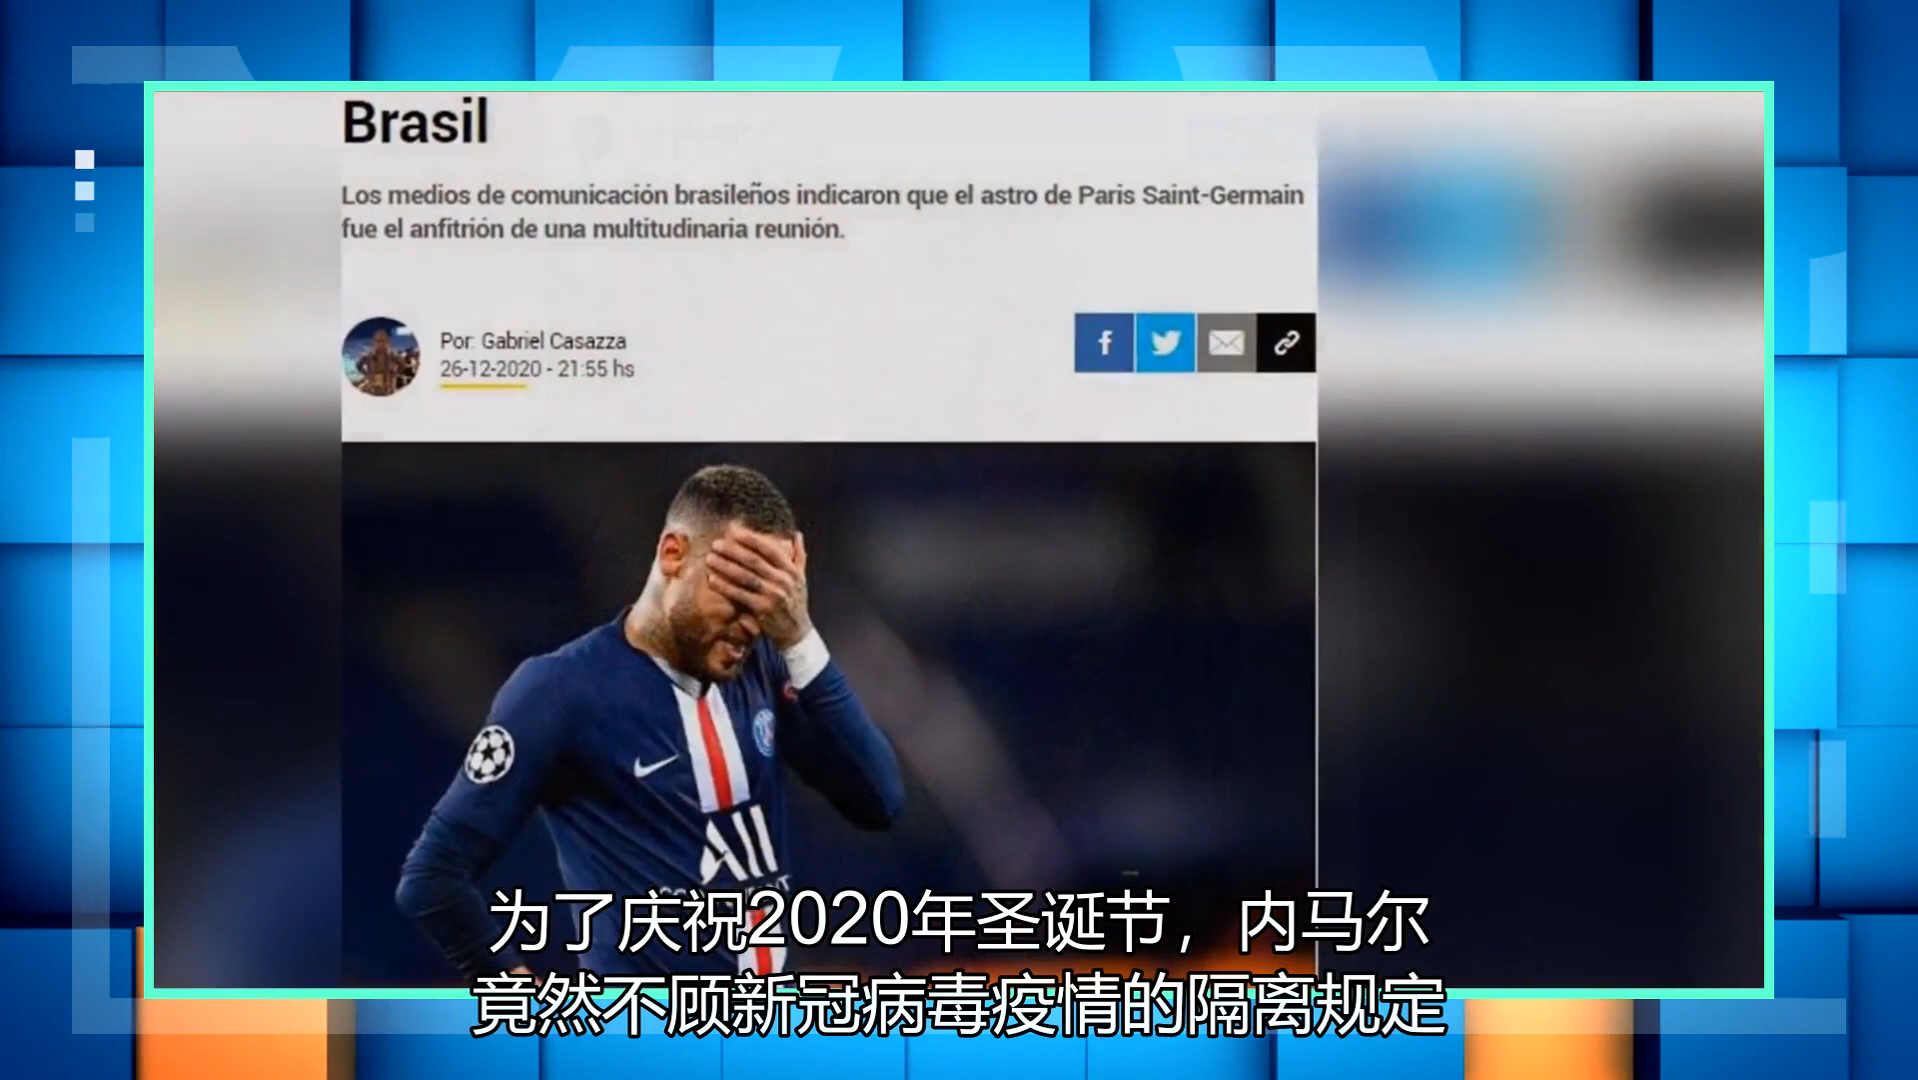 Brasil
Los medios de comunicación brasileños indicaron que el astro de Paris Saint-Germain
fue el anfitrión de una multitudinaria reunión.
Por: Gabriel Casazza
26-12-2020 - 21:55 hs
All
为了庆祝2020年圣诞节，内马尔
竟然不顾新冠病毒疫情的隔离规定